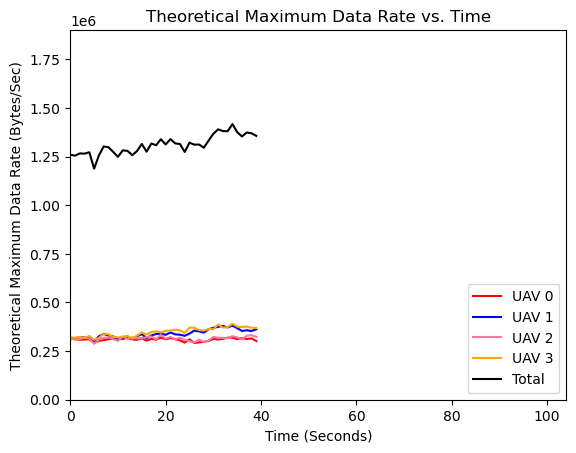 Theoretical Maximum Data Rate vs. Time
1e6
1.75
1.50
1.25
1.00
0.75
0.50
0.25
0.00
Theoretical Maximum Data Rate (Bytes/Sec)
0 20 40 60 80 100
Time (Seconds)
UAV 0
UAV 1
UAV 2
UAV 3
Total